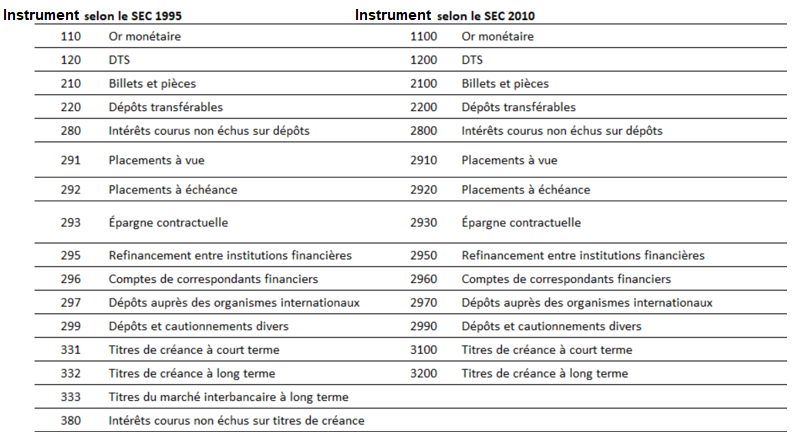 Instrument selon le SEC 1995 Instrument selon le SEC 2010
110 Or monétaire 1100 Or monétaire
120 DTS 1200 DTS
210 Billets et pièces 2100 Billets et pièces
220 Dépôts transférables 2200 Dépôts transférables
280 Intérêts courus non échus sur dépôts 2800 Intérêts courus non échus sur dépôts
291 Placements à vue 2910 Placements à vue
292 Placements à échéance 2920 Placements à échéance
293 Épargne contractuelle 2930 Épargne contractuelle
295 Refinancement entre institutions financières 2950 Refinancement entre institutions financières
296 Comptes de correspondants financiers 2960 Comptes de correspondants financiers
297 Dépôts auprès des organismes internationaux 2970 Dépôts auprès des organismes internationaux
299 Dépôts et cautionnements divers 2990 Dépôts et cautionnements divers
331 Titres de créance à court terme 3100 Titres de créance à court terme
332 Titres de créance à long terme 3200 Titres de créance à long terme
333 Titres du marché interbancaire à long terme
380 Intérêts courus non échus sur titres de créance